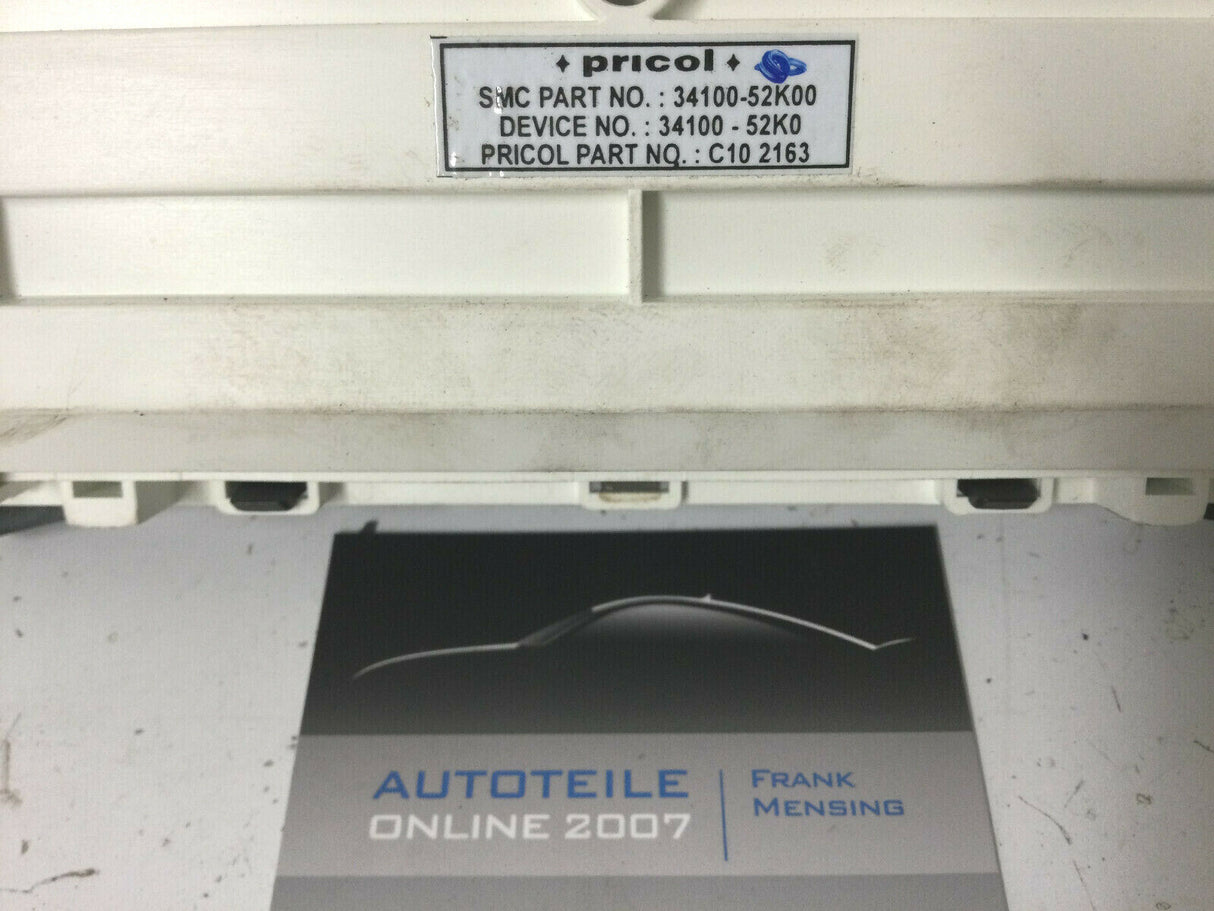 pricol
SMC PART NO. : 34100-52K00
DEVICE NO. : 34100 - 52K0
PRICOL PART NO. : C10 2163
AUTOTEILE
ONLINE 2007
FRANK
MENSING